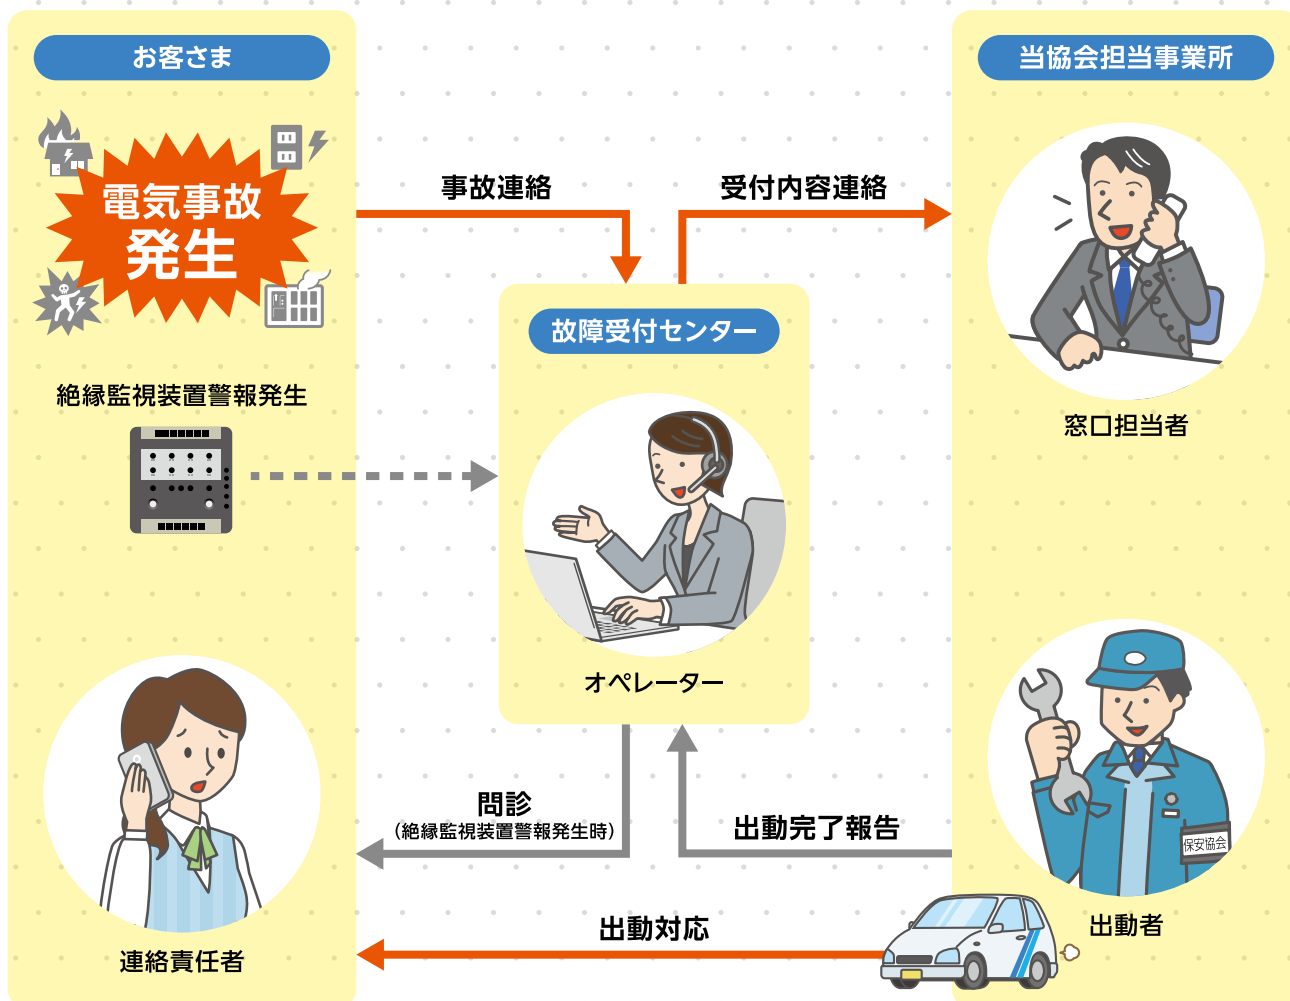 お客さま
電気事故
発生
絶縁監視装置警報発生
連絡責任者
事故連絡
受付内容連絡
故障受付センター
オペレーター
問診
(絶縁監視装置警報発生時)
出動完了報告
出動対応
当協会担当事業所
窓口担当者
保安協会
出動者